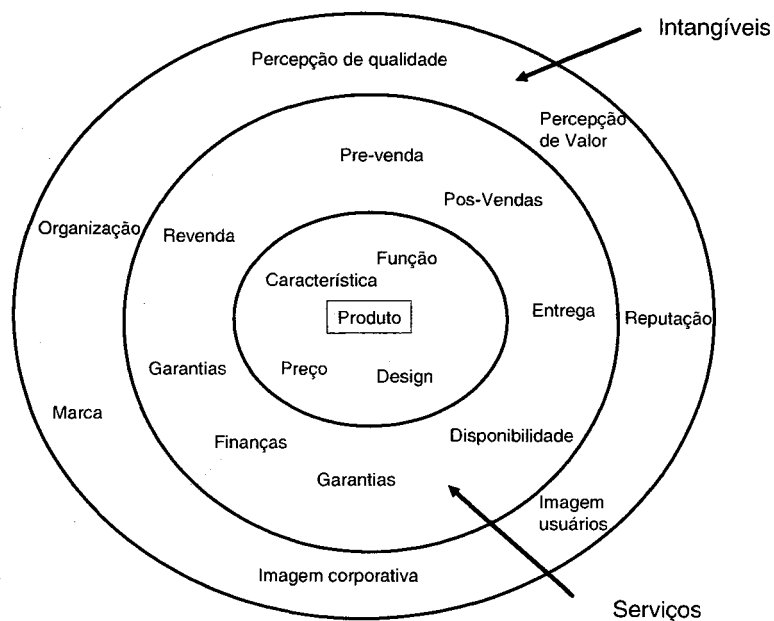 Intangíveis
Percepção de qualidade
Percepção
de Valor
Pre-venda
Pos-Vendas
Organização
Revenda
Função
Característica
Produto
Entrega
Reputação
Garantias
Preço
Design
Marca
Finanças
Disponibilidade
Garantias
Imagem
usuários
Imagem corporativa
Serviços